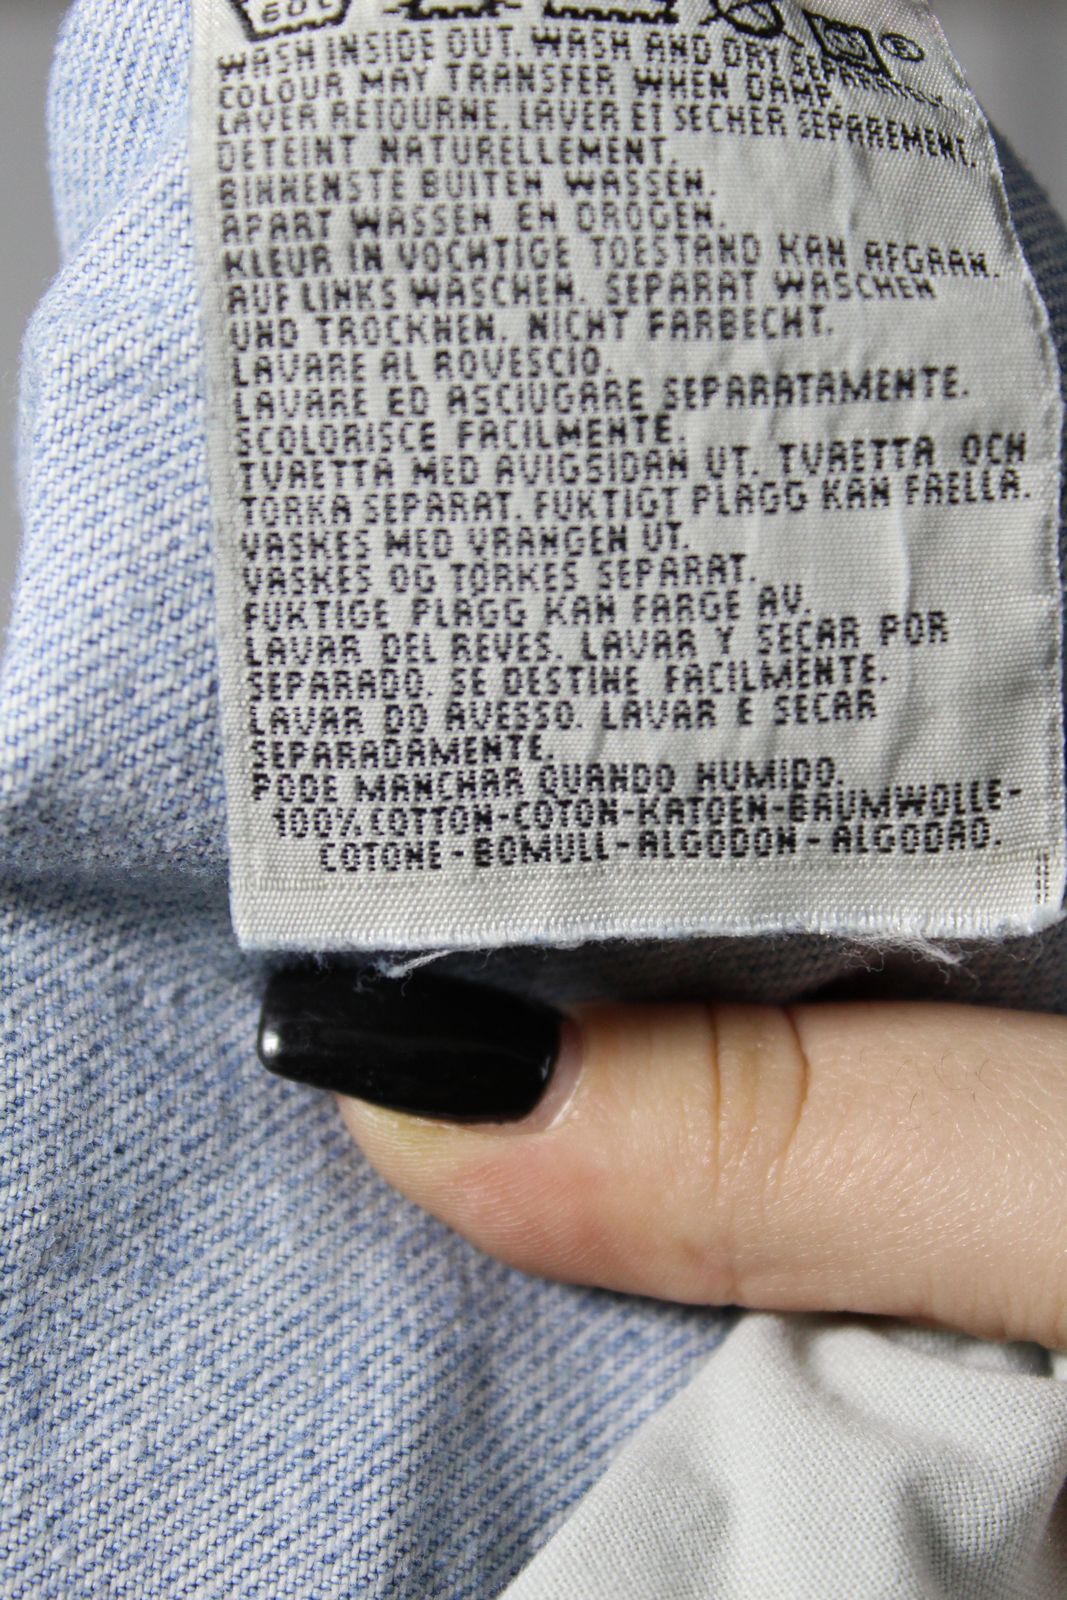 60°
WASH INSIDE OUT. WASH AND DRY SEPARATELY.
COLOUR MAY TRANSFER WHEN DAMP.
LAVER RETOURNE. LAVER ET SECHER SEPAREMENT.
DETEINT NATURELLEMENT.
BINNENSTE BUITEN WASSEN.
APART WASSEN EN DROGEN.
KLEUR IN VOCHTIGE TOESTAND KAN AFGAAN.
AUF LINKS WASCHEN. SEPARAT WASCHEN
UND TROCKNEN. NICHT FARBECHT.
LAVARE AL ROVESCIO.
LAVARE ED ASCIUGARE SEPARATAMENTE.
SCOLORISCE FACILMENTE.
TVAETTA MED AVIGSIDAN UT. TVAETTA OCH
TORKA SEPARAT. FUKTIGT PLAGG KAN FAELLA.
VASKES MED VRANGEN UT.
VASKES OG TORKES SEPARAT.
FUKTIGE PLAGG KAN FARGE AV.
LAVAR DEL REVES. LAVAR Y SECAR POR
SEPARADO. SE DESTINE FACILMENTE.
LAVAR DO AVESSO. LAVAR E SECAR
SEPARADAMENTE.
PODE MANCHAR QUANDO HUMIDO.
100% COTTON-COTON-KATOEN-BAUMWOLLE-
COTONE-BOMULL-ALGODON-ALGODAO.